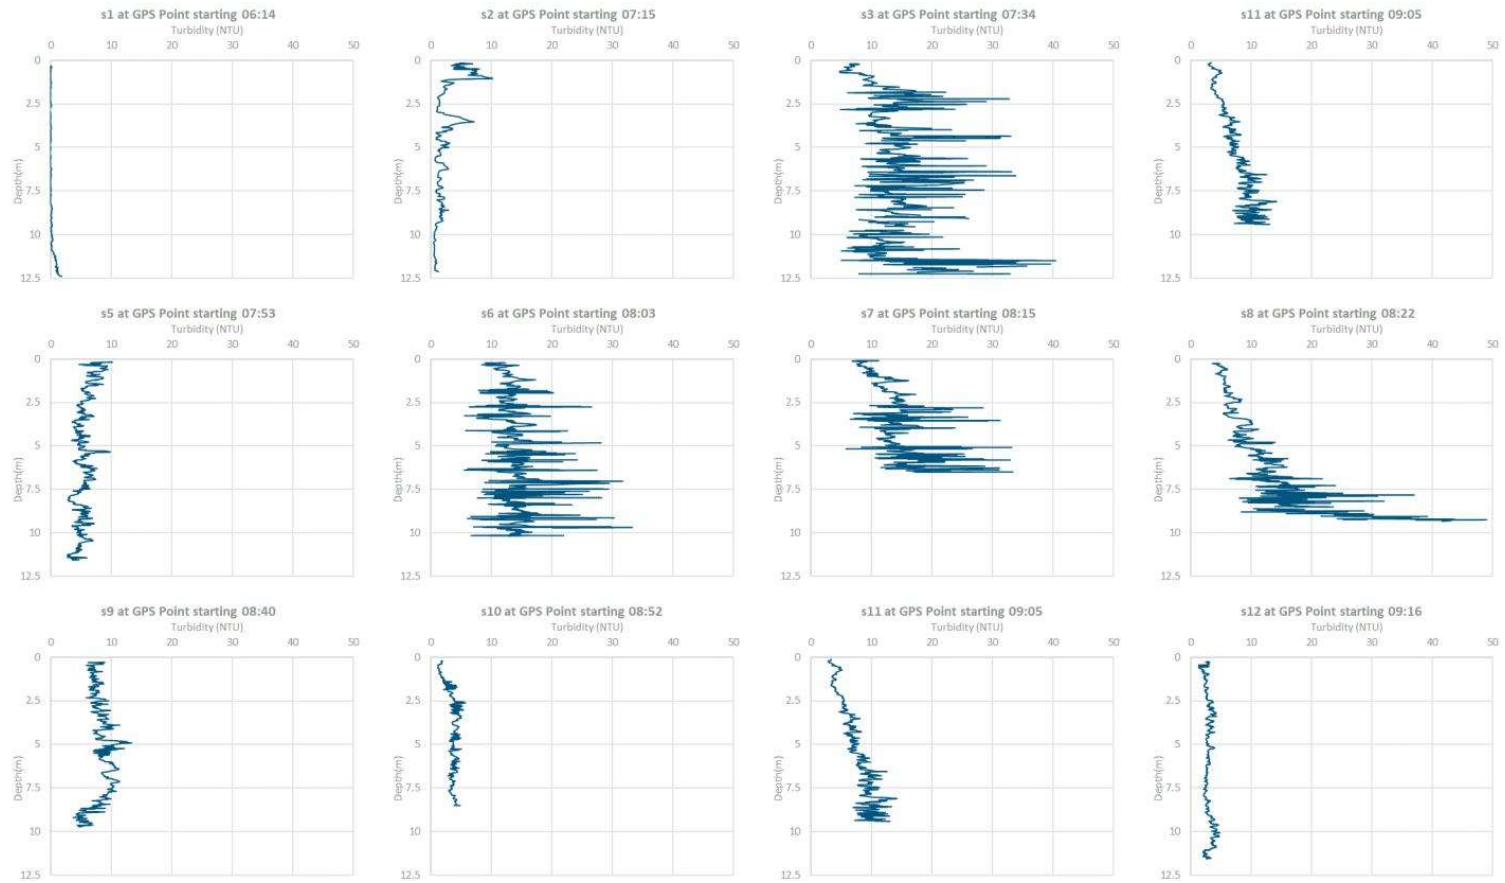 s1 at GPS Point starting 06:14
Turbidity (NTU)
0 10 20 30 40 50
0
2.5
5
7.5
10
12.5
Depth(m)
s2 at GPS Point starting 07:15
Turbidity (NTU)
0 10 20 30 40 50
0
2.5
5
7.5
10
12.5
Depth(m)
s3 at GPS Point starting 07:34
Turbidity (NTU)
0 10 20 30 40 50
0
2.5
5
7.5
10
12.5
Depth(m)
s11 at GPS Point starting 09:05
Turbidity (NTU)
0 10 20 30 40 50
0
2.5
5
7.5
10
12.5
Depth(m)
s5 at GPS Point starting 07:53
Turbidity (NTU)
0 10 20 30 40 50
0
2.5
5
7.5
10
12.5
Depth(m)
s6 at GPS Point starting 08:03
Turbidity (NTU)
0 10 20 30 40 50
0
2.5
5
7.5
10
12.5
Depth(m)
s7 at GPS Point starting 08:15
Turbidity (NTU)
0 10 20 30 40 50
0
2.5
5
7.5
10
12.5
Depth(m)
s8 at GPS Point starting 08:22
Turbidity (NTU)
0 10 20 30 40 50
0
2.5
5
7.5
10
12.5
Depth(m)
s9 at GPS Point starting 08:40
Turbidity (NTU)
0 10 20 30 40 50
0
2.5
5
7.5
10
12.5
Depth(m)
s10 at GPS Point starting 08:52
Turbidity (NTU)
0 10 20 30 40 50
0
2.5
5
7.5
10
12.5
Depth(m)
s11 at GPS Point starting 09:05
Turbidity (NTU)
0 10 20 30 40 50
0
2.5
5
7.5
10
12.5
Depth(m)
s12 at GPS Point starting 09:16
Turbidity (NTU)
0 10 20 30 40 50
0
2.5
5
7.5
10
12.5
Depth(m)